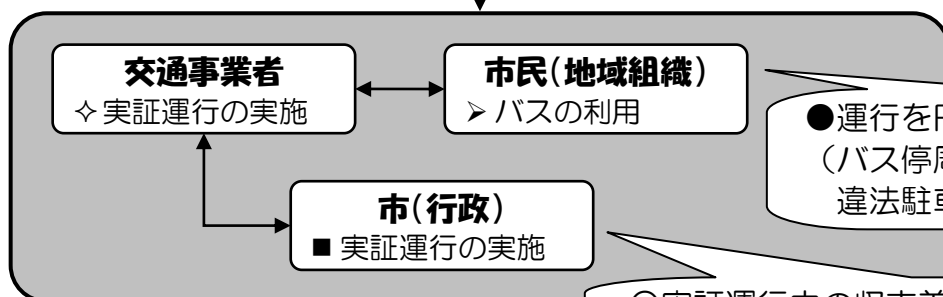 交通事業者
✧実証運行の実施
市民(地域組織)
➢バスの利用
●運行を
(バス停
違法駐
市(行政)
■ 実証運行の実施